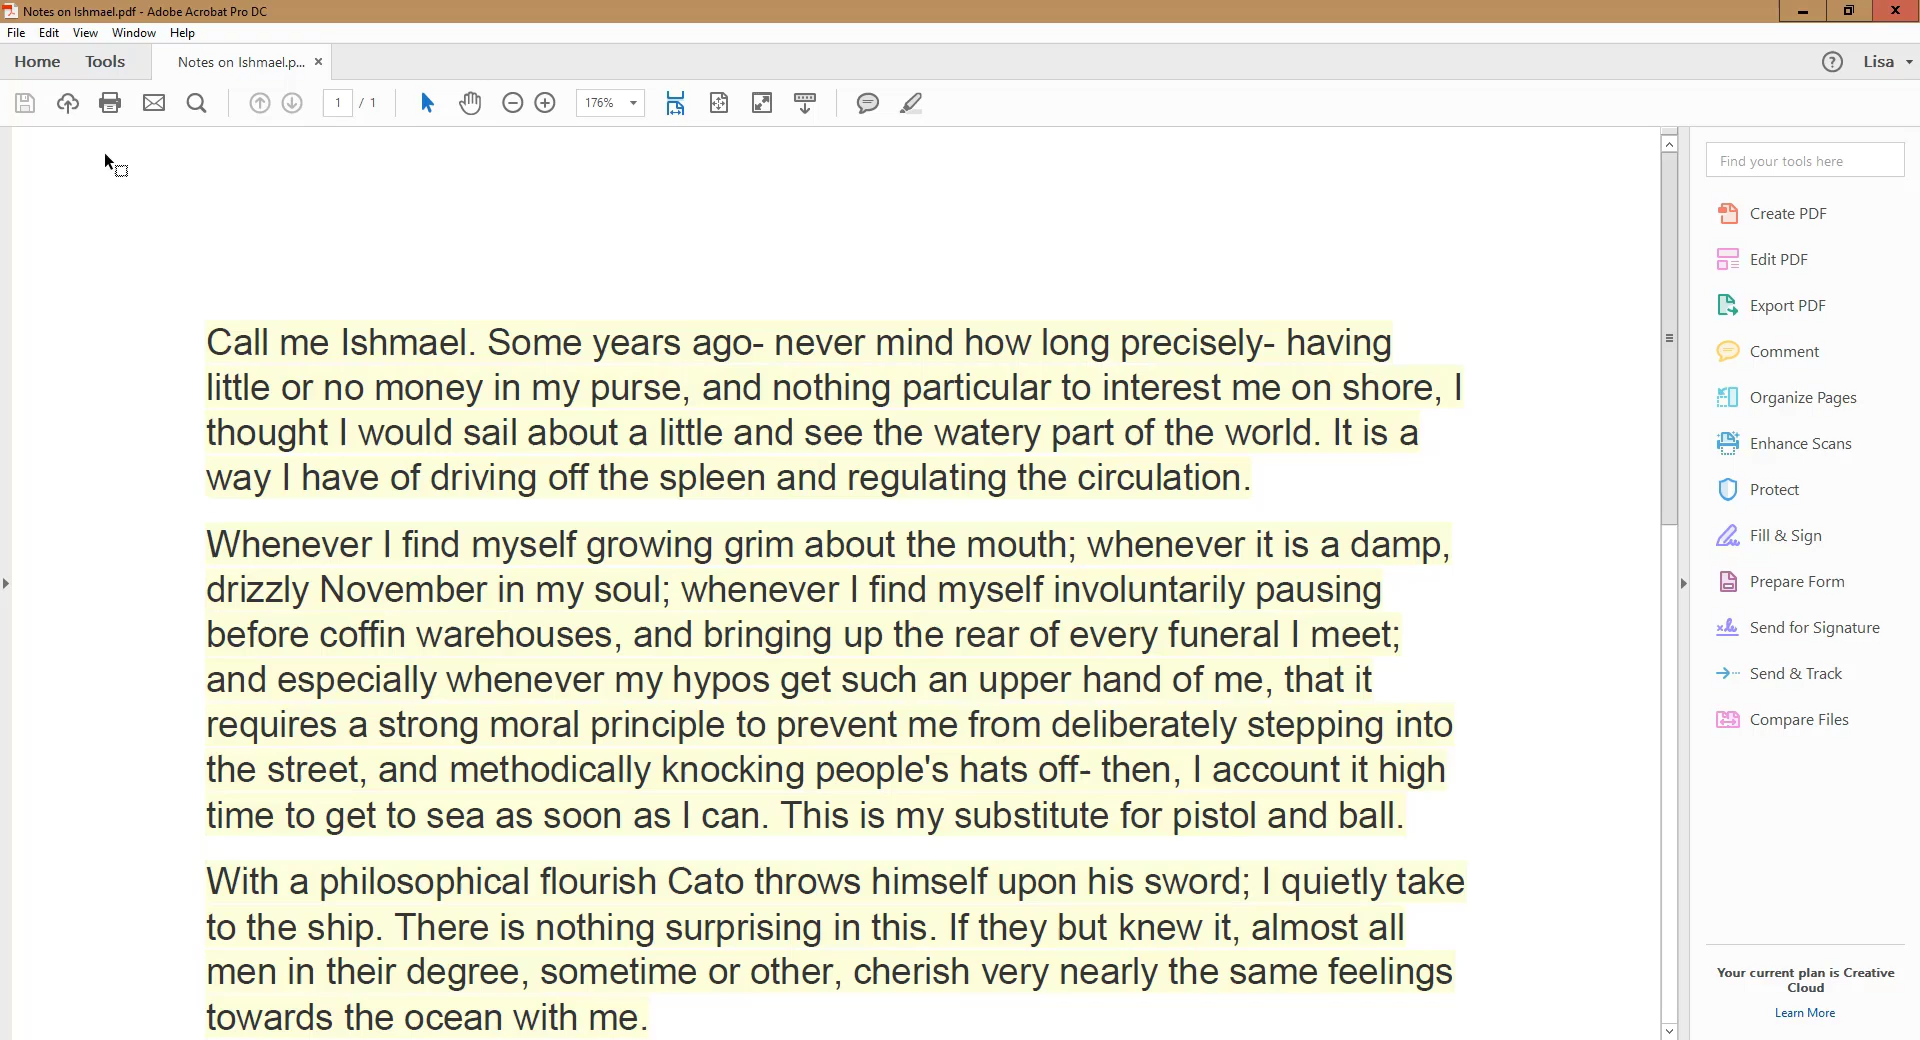 Notes on Ishmael.pdf - Adobe Acrobat Pro DC
File Edit View Window Help
Home Tools Notes on Ishmael.p... × ? Lisa
1 / 1 176%
Find your tools here
Create PDF
Edit PDF
Export PDF
Comment
Organize Pages
Enhance Scans
Protect
Fill & Sign
Prepare Form
Send for Signature
Send & Track
Compare Files
Your current plan is Creative
Cloud
Learn More
Call me Ishmael. Some years ago- never mind how long precisely- having
little or no money in my purse, and nothing particular to interest me on shore, I
thought I would sail about a little and see the watery part of the world. It is a
way I have of driving off the spleen and regulating the circulation.
Whenever I find myself growing grim about the mouth; whenever it is a damp,
drizzly November in my soul; whenever I find myself involuntarily pausing
before coffin warehouses, and bringing up the rear of every funeral I meet;
and especially whenever my hypos get such an upper hand of me, that it
requires a strong moral principle to prevent me from deliberately stepping into
the street, and methodically knocking people's hats off- then, I account it high
time to get to sea as soon as I can. This is my substitute for pistol and ball.
With a philosophical flourish Cato throws himself upon his sword; I quietly take
to the ship. There is nothing surprising in this. If they but knew it, almost all
men in their degree, sometime or other, cherish very nearly the same feelings
towards the ocean with me.